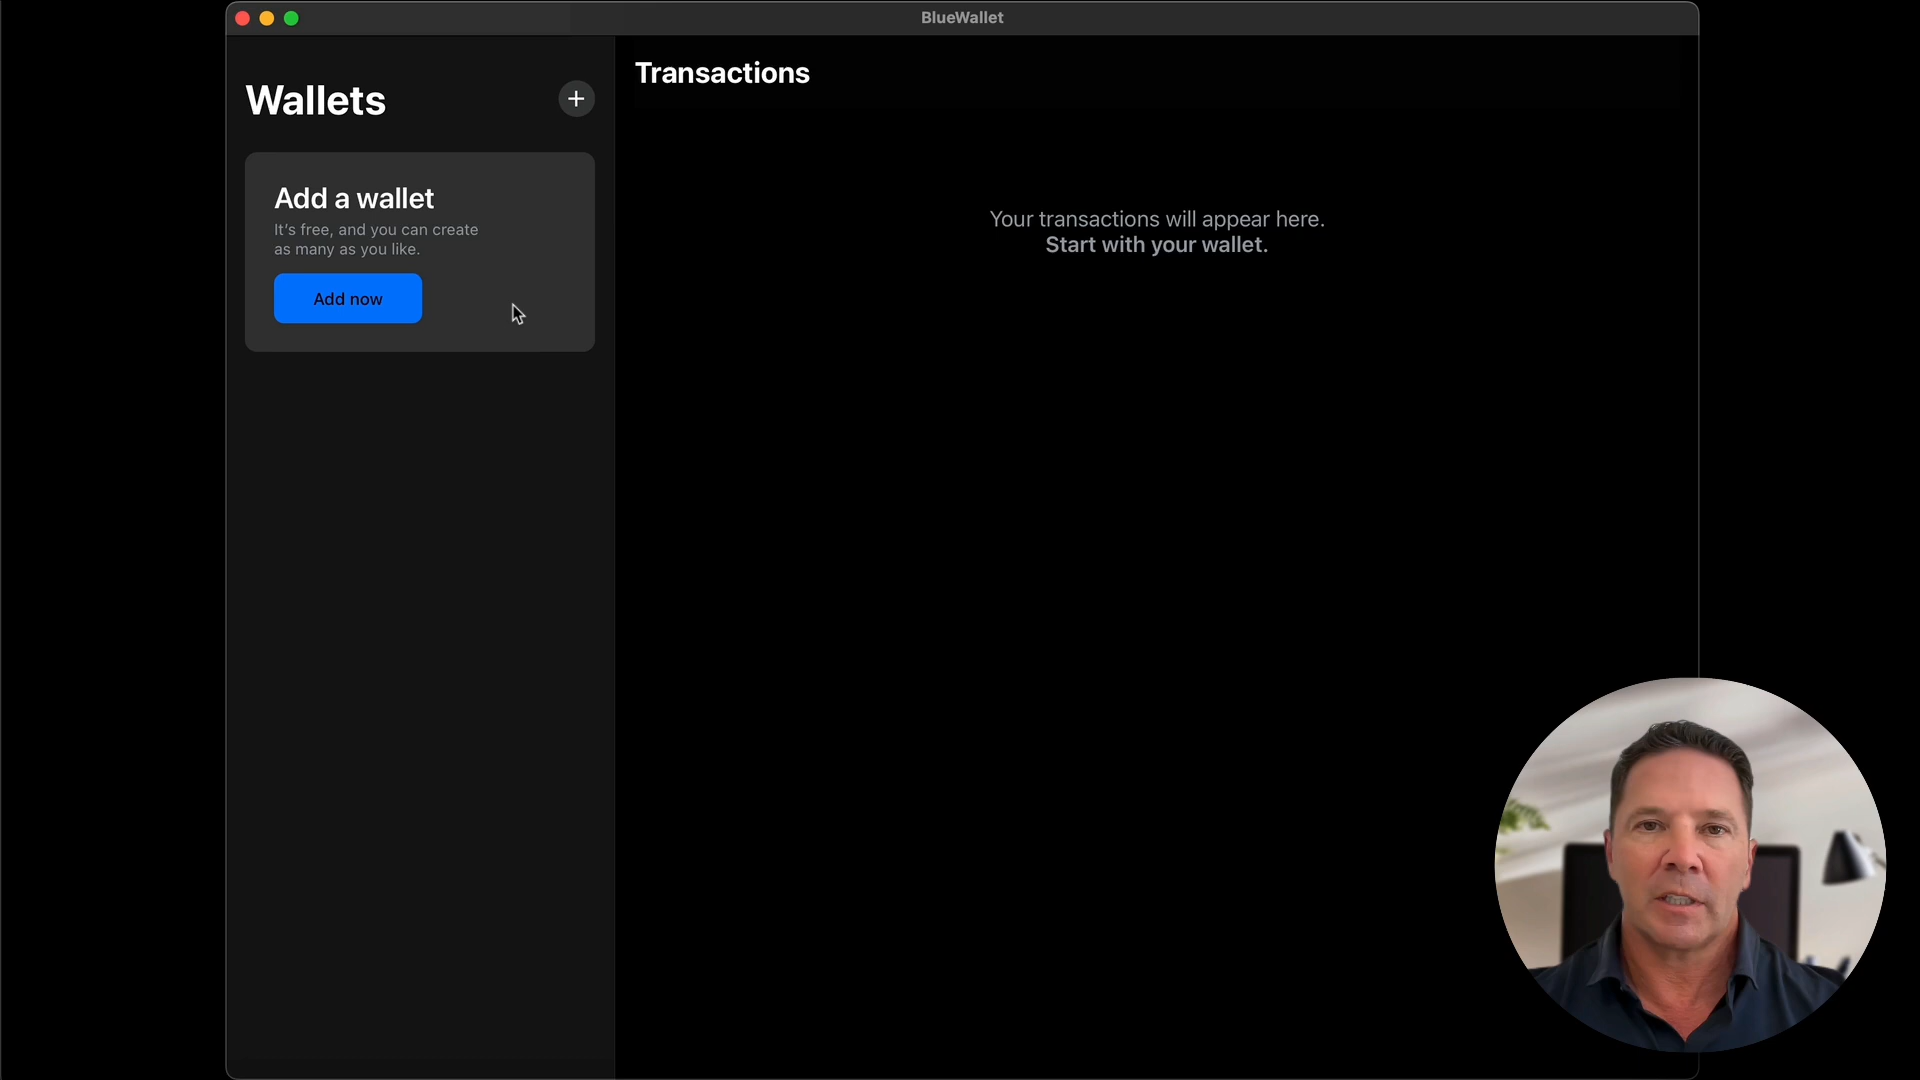 BlueWallet
Wallets
Add a wallet
It’s free, and you can create
as many as you like.
Add now
Transactions
Your transactions will appear here.
Start with your wallet.